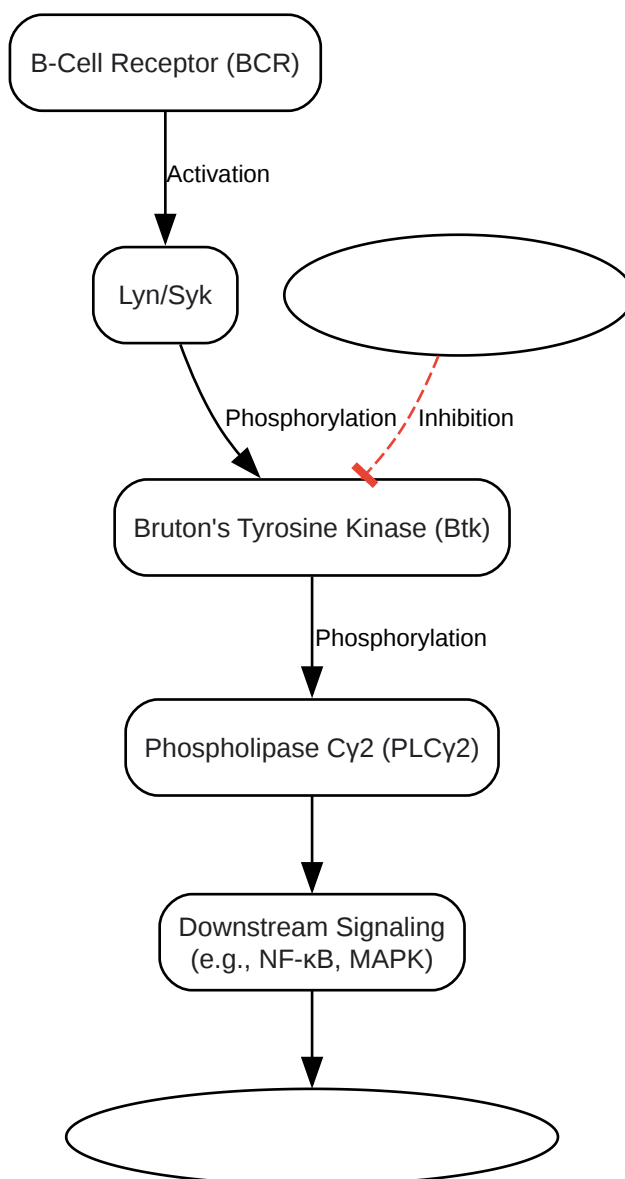 B-Cell Receptor (BCR)
Activation
Lyn/Syk
Phosphorylation
Inhibition
Bruton's Tyrosine Kinase (Btk)
Phosphorylation
Phospholipase Cγ2 (PLCγ2)
Downstream Signaling
(e.g., NF-κB, MAPK)